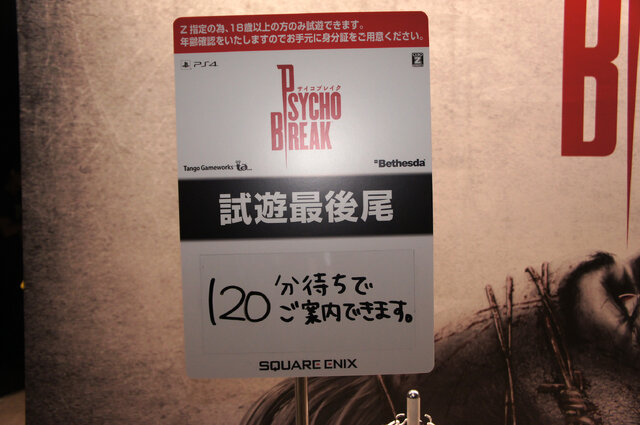 Z 指定の為、18歳以上の方のみ試遊できます。
年齢確認をいたしますのでお手元に身分証をご用意ください。
PS4
Z
サイコブレイク
PSYCHO
BREAK
Tango Gameworks
Bethesda
試遊最後尾
120分待ちで
ご案内できます。
SQUARE ENIX